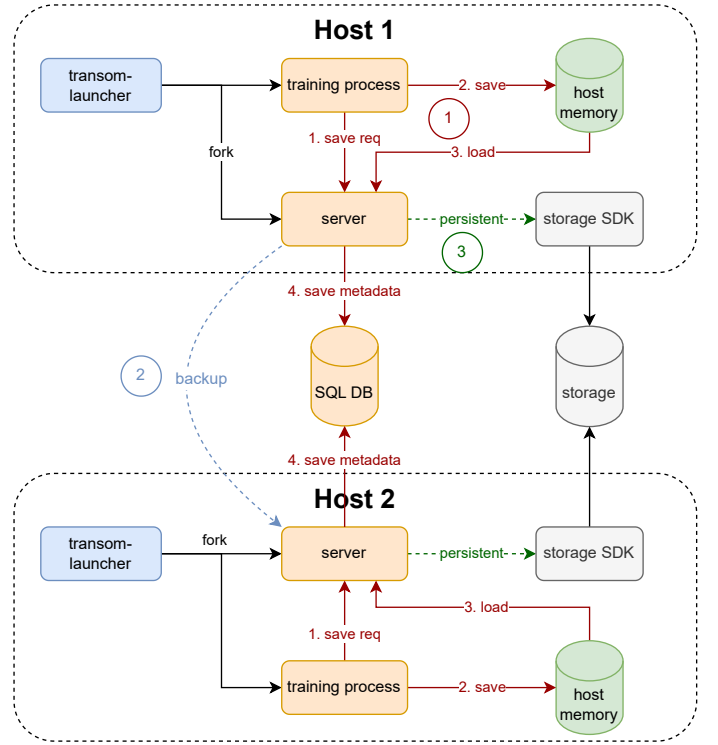 Host 1
transom-
launcher
training process
2. save
host
memory
1
1. save req
3. load
fork
server
persistent
storage SDK
3
4. save metadata
2
backup
SQL DB
storage
4. save metadata
Host 2
transom-
launcher
fork
server
persistent
storage SDK
3. load
1. save req
training process
2. save
host
memory